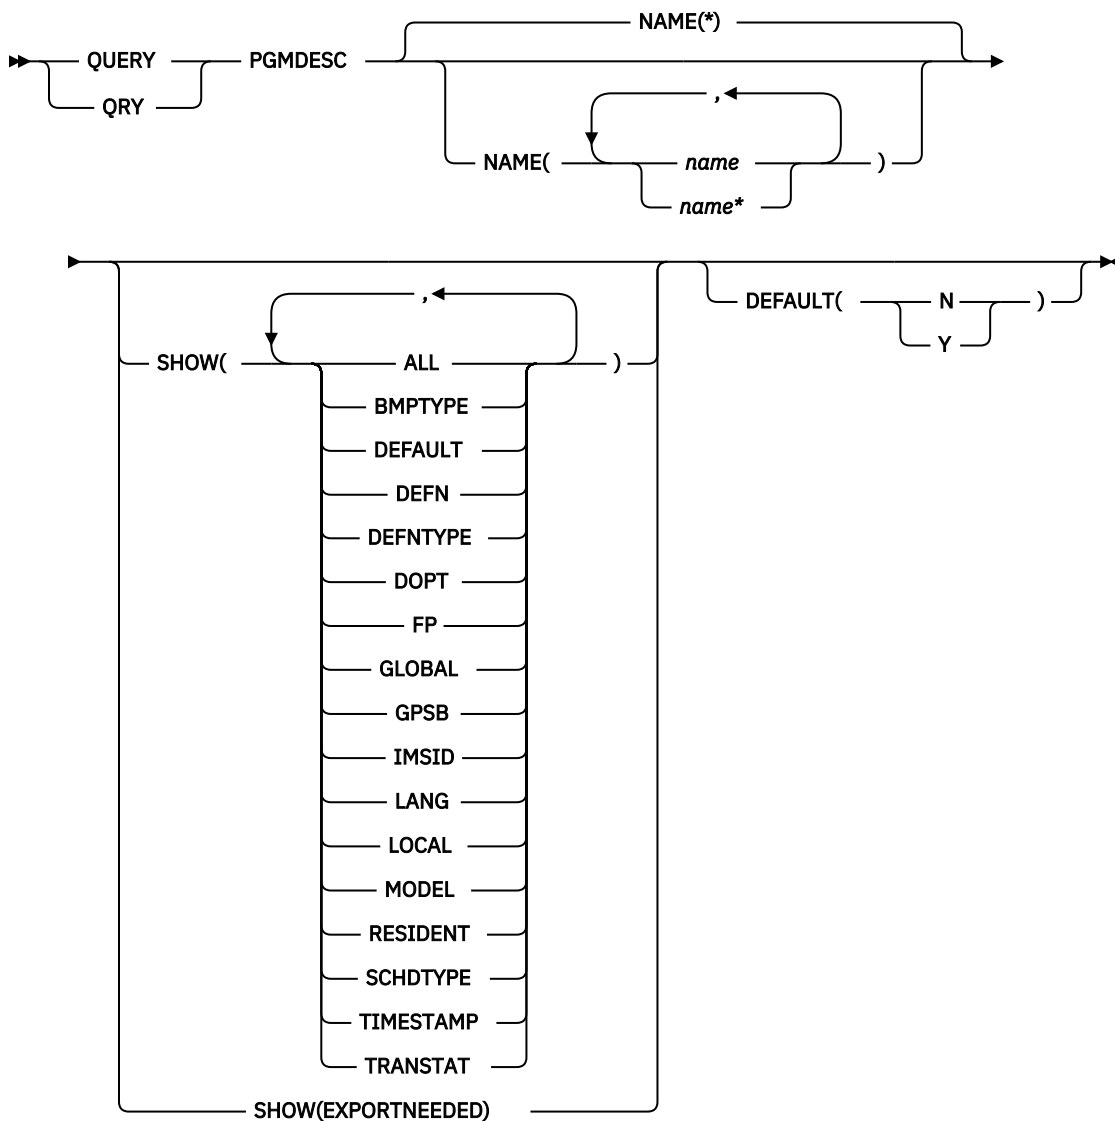 NAME(*)
QUERY PGMDESC
QRY
,
NAME( name )
name*
,
DEFAULT( N )
Y
SHOW( ALL )
BMPTYPE
DEFAULT
DEFN
DEFNTYPE
DOPT
FP
GLOBAL
GPSB
IMSID
LANG
LOCAL
MODEL
RESIDENT
SCHDTYPE
TIMESTAMP
TRANSTAT
SHOW(EXPORTNEEDED)